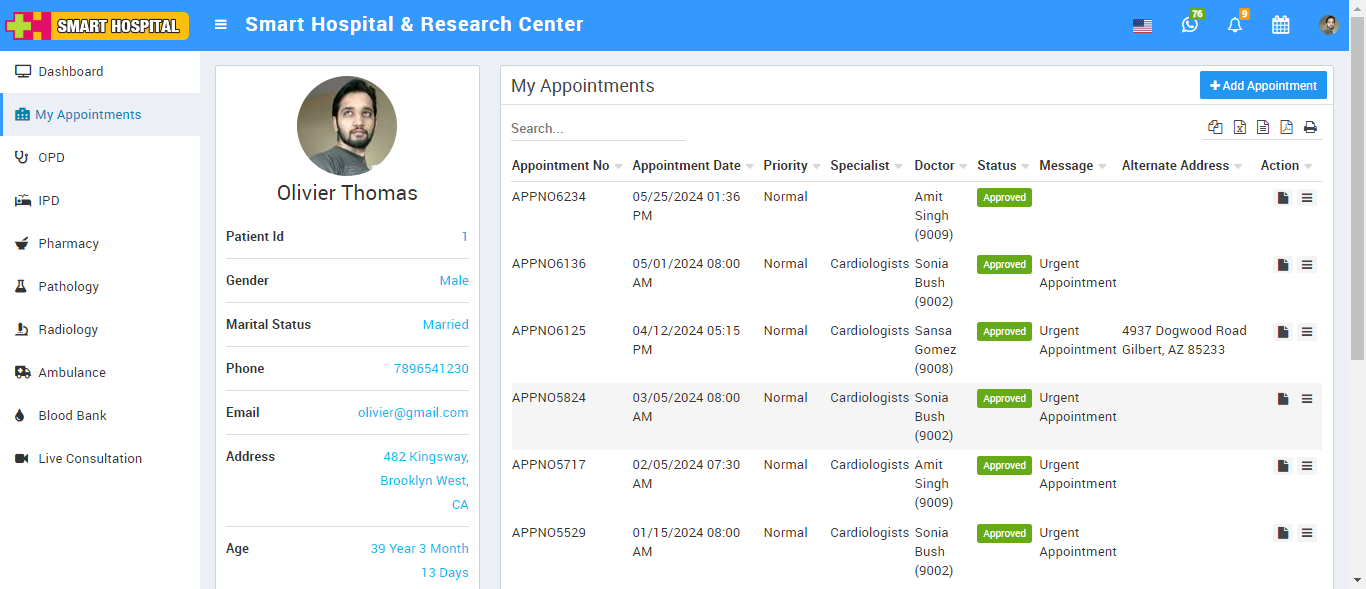 SMART HOSPITAL
Smart Hospital & Research Center
76
9
Dashboard
My Appointments
OPD
IPD
Pharmacy
Pathology
Radiology
Ambulance
Blood Bank
Live Consultation
Olivier Thomas
Patient Id 1
Gender Male
Marital Status Married
Phone 7896541230
Email olivier@gmail.com
Address 482 Kingsway,
Brooklyn West,
CA
Age 39 Year 3 Month
13 Days
My Appointments
Add Appointment
Search...
Appointment No Appointment Date Priority Specialist Doctor Status Message Alternate Address Action
APPNO6234 05/25/2024 01:36 Normal Amit Approved
PM Singh
(9009)
APPNO6136 05/01/2024 08:00 Normal Cardiologists Sonia Approved Urgent
AM Bush Appointment
(9002)
APPNO6125 04/12/2024 05:15 Normal Cardiologists Sansa Approved Urgent 4937 Dogwood Road
PM Gomez Appointment Gilbert, AZ 85233
(9008)
APPNO5824 03/05/2024 08:00 Normal Cardiologists Sonia Approved Urgent
AM Bush Appointment
(9002)
APPNO5717 02/05/2024 07:30 Normal Cardiologists Amit Approved Urgent
AM Singh Appointment
(9009)
APPNO5529 01/15/2024 08:00 Normal Cardiologists Sonia Approved Urgent
AM Bush Appointment
(9002)